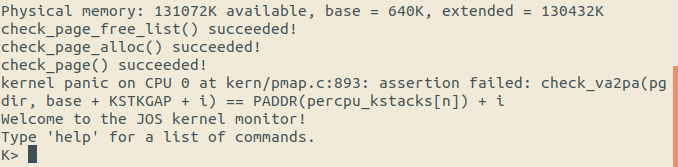 Physical memory: 131072K available, base = 640K, extended = 130432K
check_page_free_list() succeeded!
check_page_alloc() succeeded!
check_page() succeeded!
kernel panic on CPU 0 at kern/pmap.c:893: assertion failed: check_va2pa(pg
dir, base + KSTKGAP + i) == PADDR(percpu_kstacks[n]) + i
Welcome to the JOS kernel monitor!
Type 'help' for a list of commands.
K>